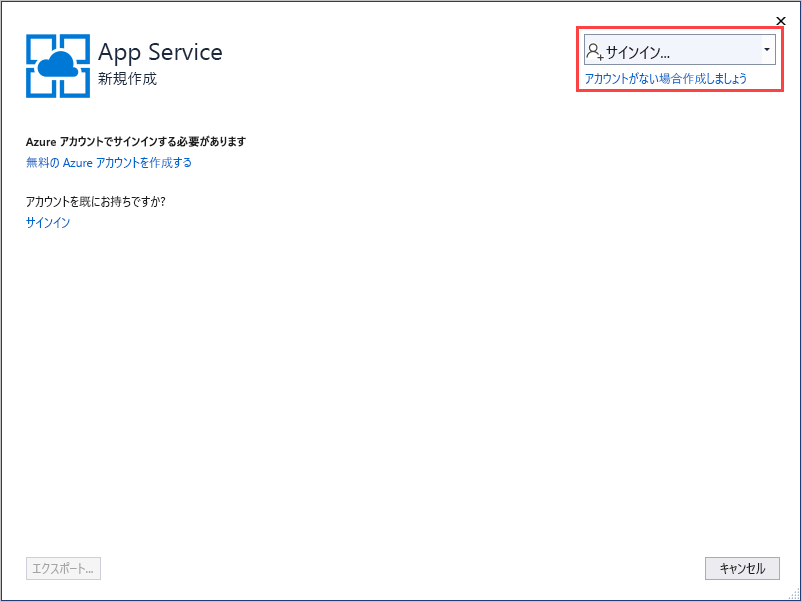 App Service
新規作成
サインイン...
アカウントがない場合作成しましょう
Azure アカウントでサインインする必要があります
無料の Azure アカウントを作成する
アカウントを既にお持ちですか?
サインイン
エクスポート...
キャンセル